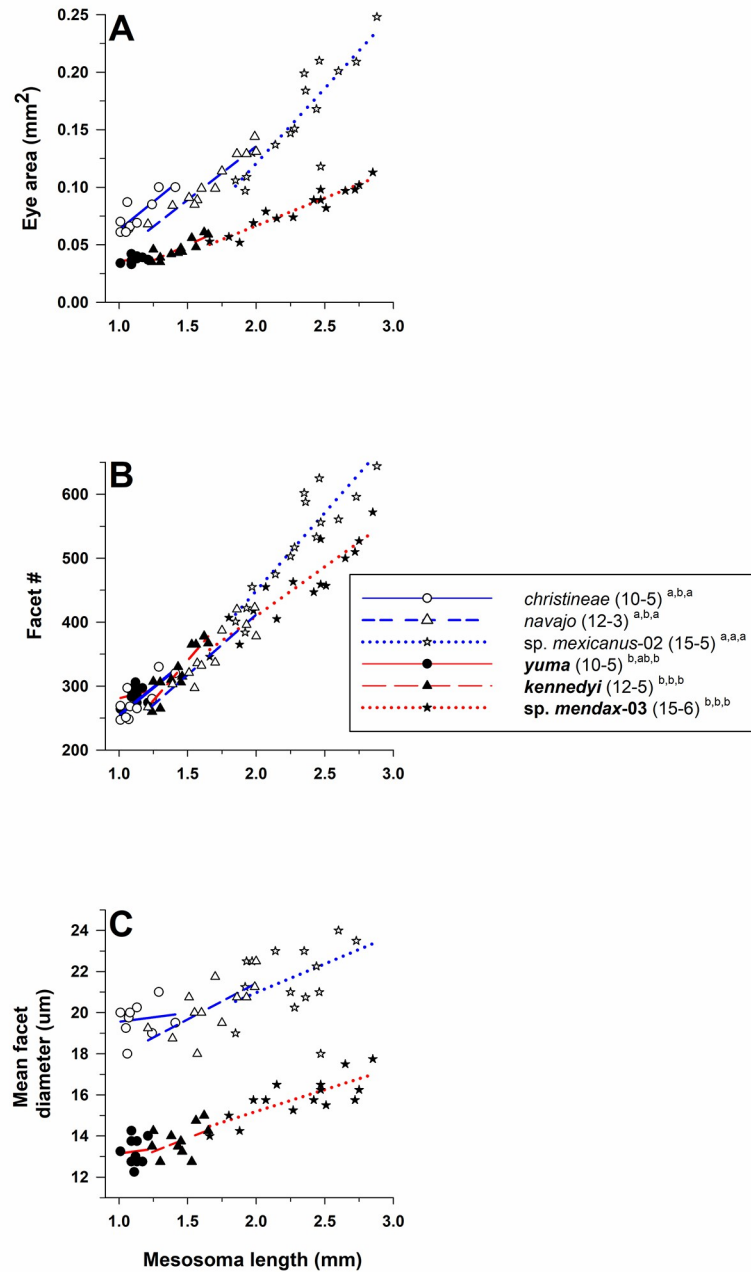 A
0.25
0.20
0.15
0.10
0.05
0.00
Eye area (mm2)
1.0 1.5 2.0 2.5 3.0
B
600
500
400
300
200
Facet #
1.0 1.5 2.0 2.5 3.0
christineae (10-5) a,b,a
navajo (12-3) a,b,a
sp. mexicanus-02 (15-5) a,a,a
yuma (10-5) b,ab,b
kennedyi (12-5) b,b,b
sp. mendax-03 (15-6) b,b,b
C
24
22
20
18
16
14
12
Mean facet
diameter (um)
1.0 1.5 2.0 2.5 3.0
Mesosoma length (mm)